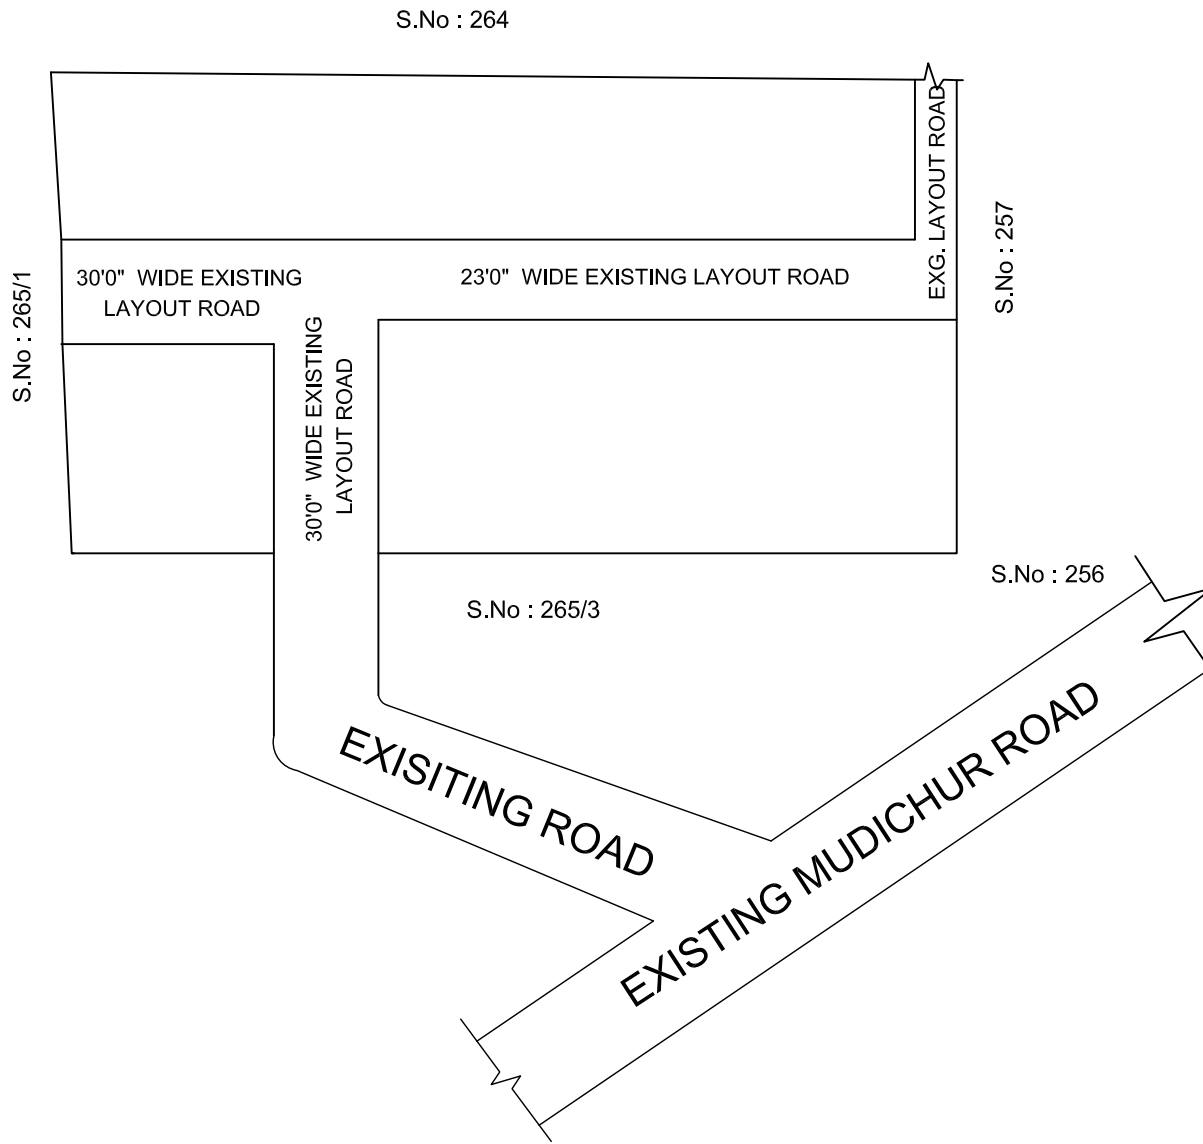 S.No : 264
EXG. LAYOUT ROAD
S.No : 257
S.No : 265/1
30'0" WIDE EXISTING
LAYOUT ROAD
23'0" WIDE EXISTING LAYOUT ROAD
30'0" WIDE EXISTING
LAYOUT ROAD
S.No : 256
S.No : 265/3
EXISITING ROAD
EXISTING MUDICHUR ROAD